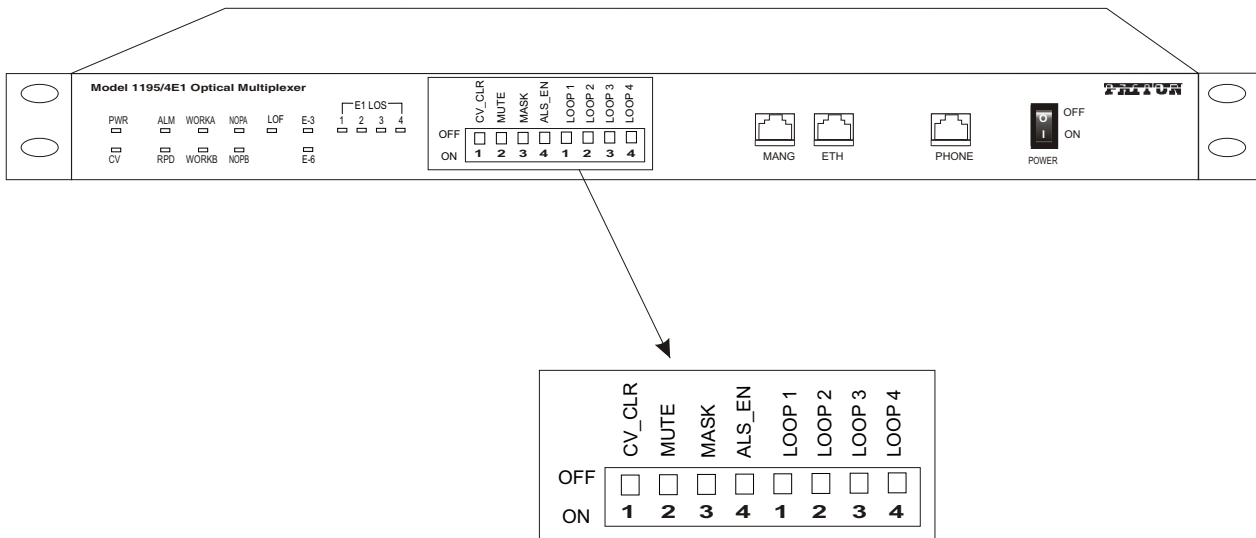 Model 1195/4E1 Optical Multiplexer
PATTON
E1 LOS
PWR ALM WORKA NOPA LOF E-3 1 2 3 4
CV RPD WORKB NOPB E-6
CV_CLR MUTE MASK ALS_EN LOOP 1 LOOP 2 LOOP 3 LOOP 4
OFF
ON 1 2 3 4 1 2 3 4
MANG ETH PHONE
O OFF
I ON
POWER
CV_CLR MUTE MASK ALS_EN LOOP 1 LOOP 2 LOOP 3 LOOP 4
OFF
ON 1 2 3 4 1 2 3 4